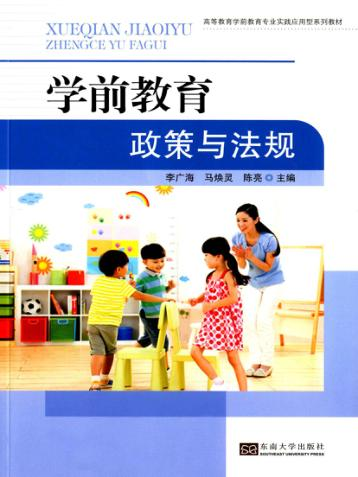 XUEQIAN JIAOYU
ZHENGCE YU FAGUI
高等教育学前教育专业实践应用型系列教材
学前教育
政策与法规
李广海 马焕灵 陈亮 主编
东南大学出版社
SOUTHEAST UNIVERSITY PRESS